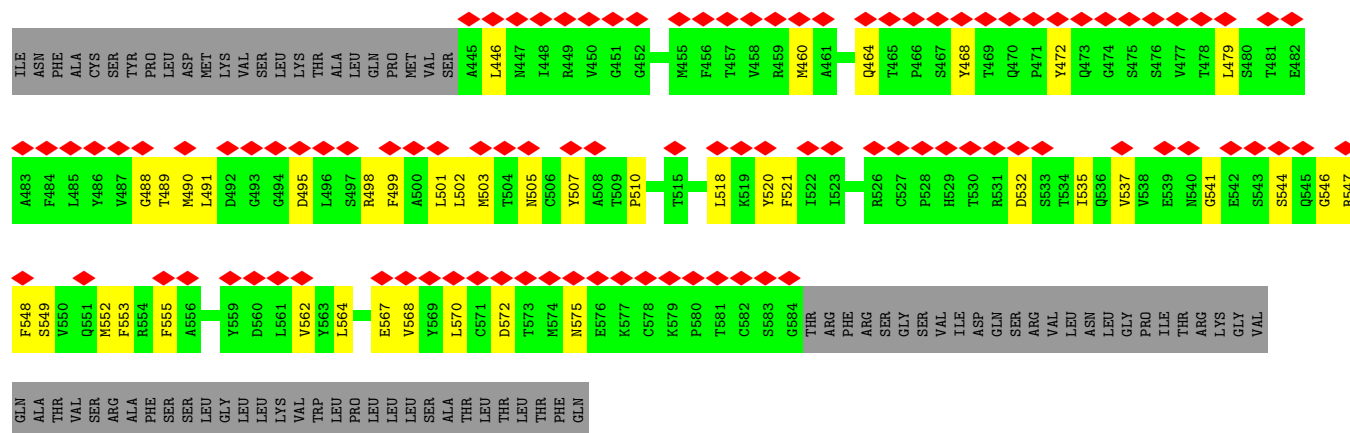 ILE ASN PHE ALA CYS SER TYR PRO LEU ASP MET LYS VAL SER LEU LYS THR ALA LEU GLN PRO MET VAL SER A445 L446 N447 I448 R449 V450 G451 G452 M455 F456 T457 V458 R459 M460 A461 Q464 T465 P466 S467 Y468 T469 Q470 P471 Y472 Q473 G474 S475 S476 V477 T478 L479 S480 T481 E482
A483 F484 L485 Y486 V487 G488 T489 M490 L491 D492 G493 G494 D495 L496 S497 R498 F499 A500 L501 L502 M503 T504 N505 C506 Y507 A508 T509 P510 T515 L518 K519 Y520 F521 I522 I523 R526 C527 P528 H529 T530 R531 D532 S533 T534 I535 Q536 V537 V538 E539 N540 G541 E542 S543 S544 Q545 G546 R547
F548 S549 V550 Q551 M552 F553 R554 F555 A556 Y559 D560 L561 V562 Y563 L564 E567 V568 Y569 L570 C571 D572 T573 M574 N575 E576 K577 C578 K579 P580 T581 C582 S583 G584 THR ARG PHE ARG SER GLY SER VAL ILE ASP GLN SER ARG VAL LEU ASN LEU GLY PRO ILE THR ARG LYS GLY VAL
GLN ALA THR VAL SER ARG ALA PHE SER SER LEU GLY LEU LEU LYS VAL TRP LEU PRO LEU LEU LEU SER ALA THR LEU THR LEU THR PHE GLN